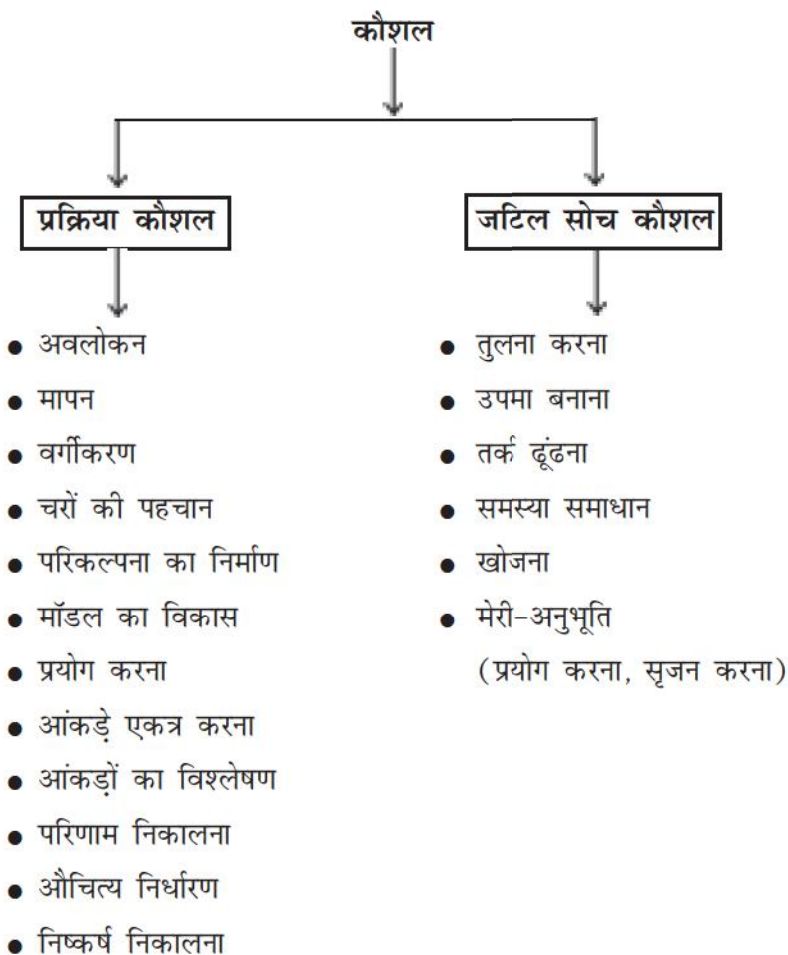 कौशल
प्रक्रिया कौशल
जटिल सोच कौशल
● अवलोकन
● मापन
● वर्गीकरण
● चरों की पहचान
● परिकल्पना का निर्माण
● मॉडल का विकास
● प्रयोग करना
● आंकड़े एकत्र करना
● आंकड़ों का विश्लेषण
● परिणाम निकालना
● औचित्य निर्धारण
● निष्कर्ष निकालना
● तुलना करना
● उपमा बनाना
● तर्क ढूंढना
● समस्या समाधान
● खोजना
● मेरी-अनुभूति
(प्रयोग करना, सृजन करना)